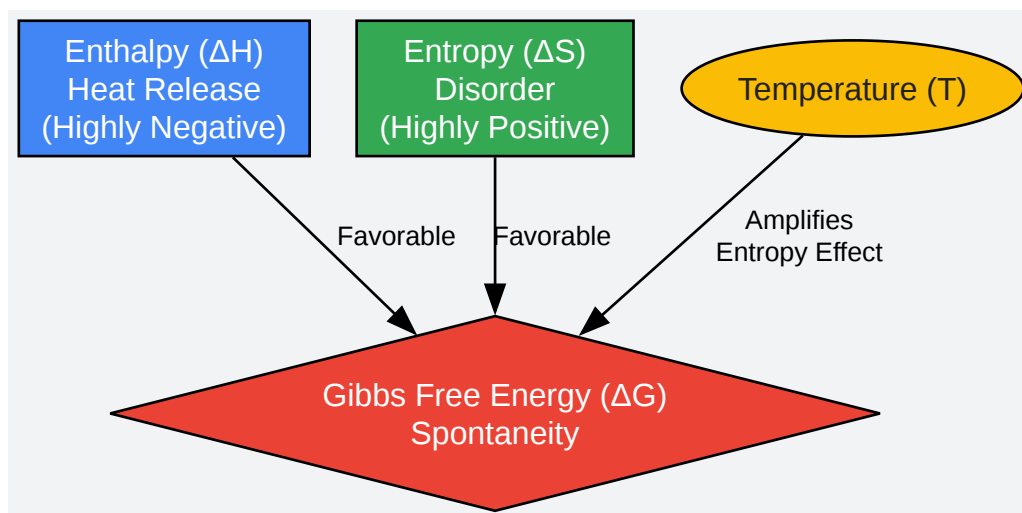 Enthalpy (ΔH)
Heat Release
(Highly Negative)
Entropy (ΔS)
Disorder
(Highly Positive)
Temperature (T)
Favorable
Favorable
Amplifies
Entropy Effect
Gibbs Free Energy (ΔG)
Spontaneity